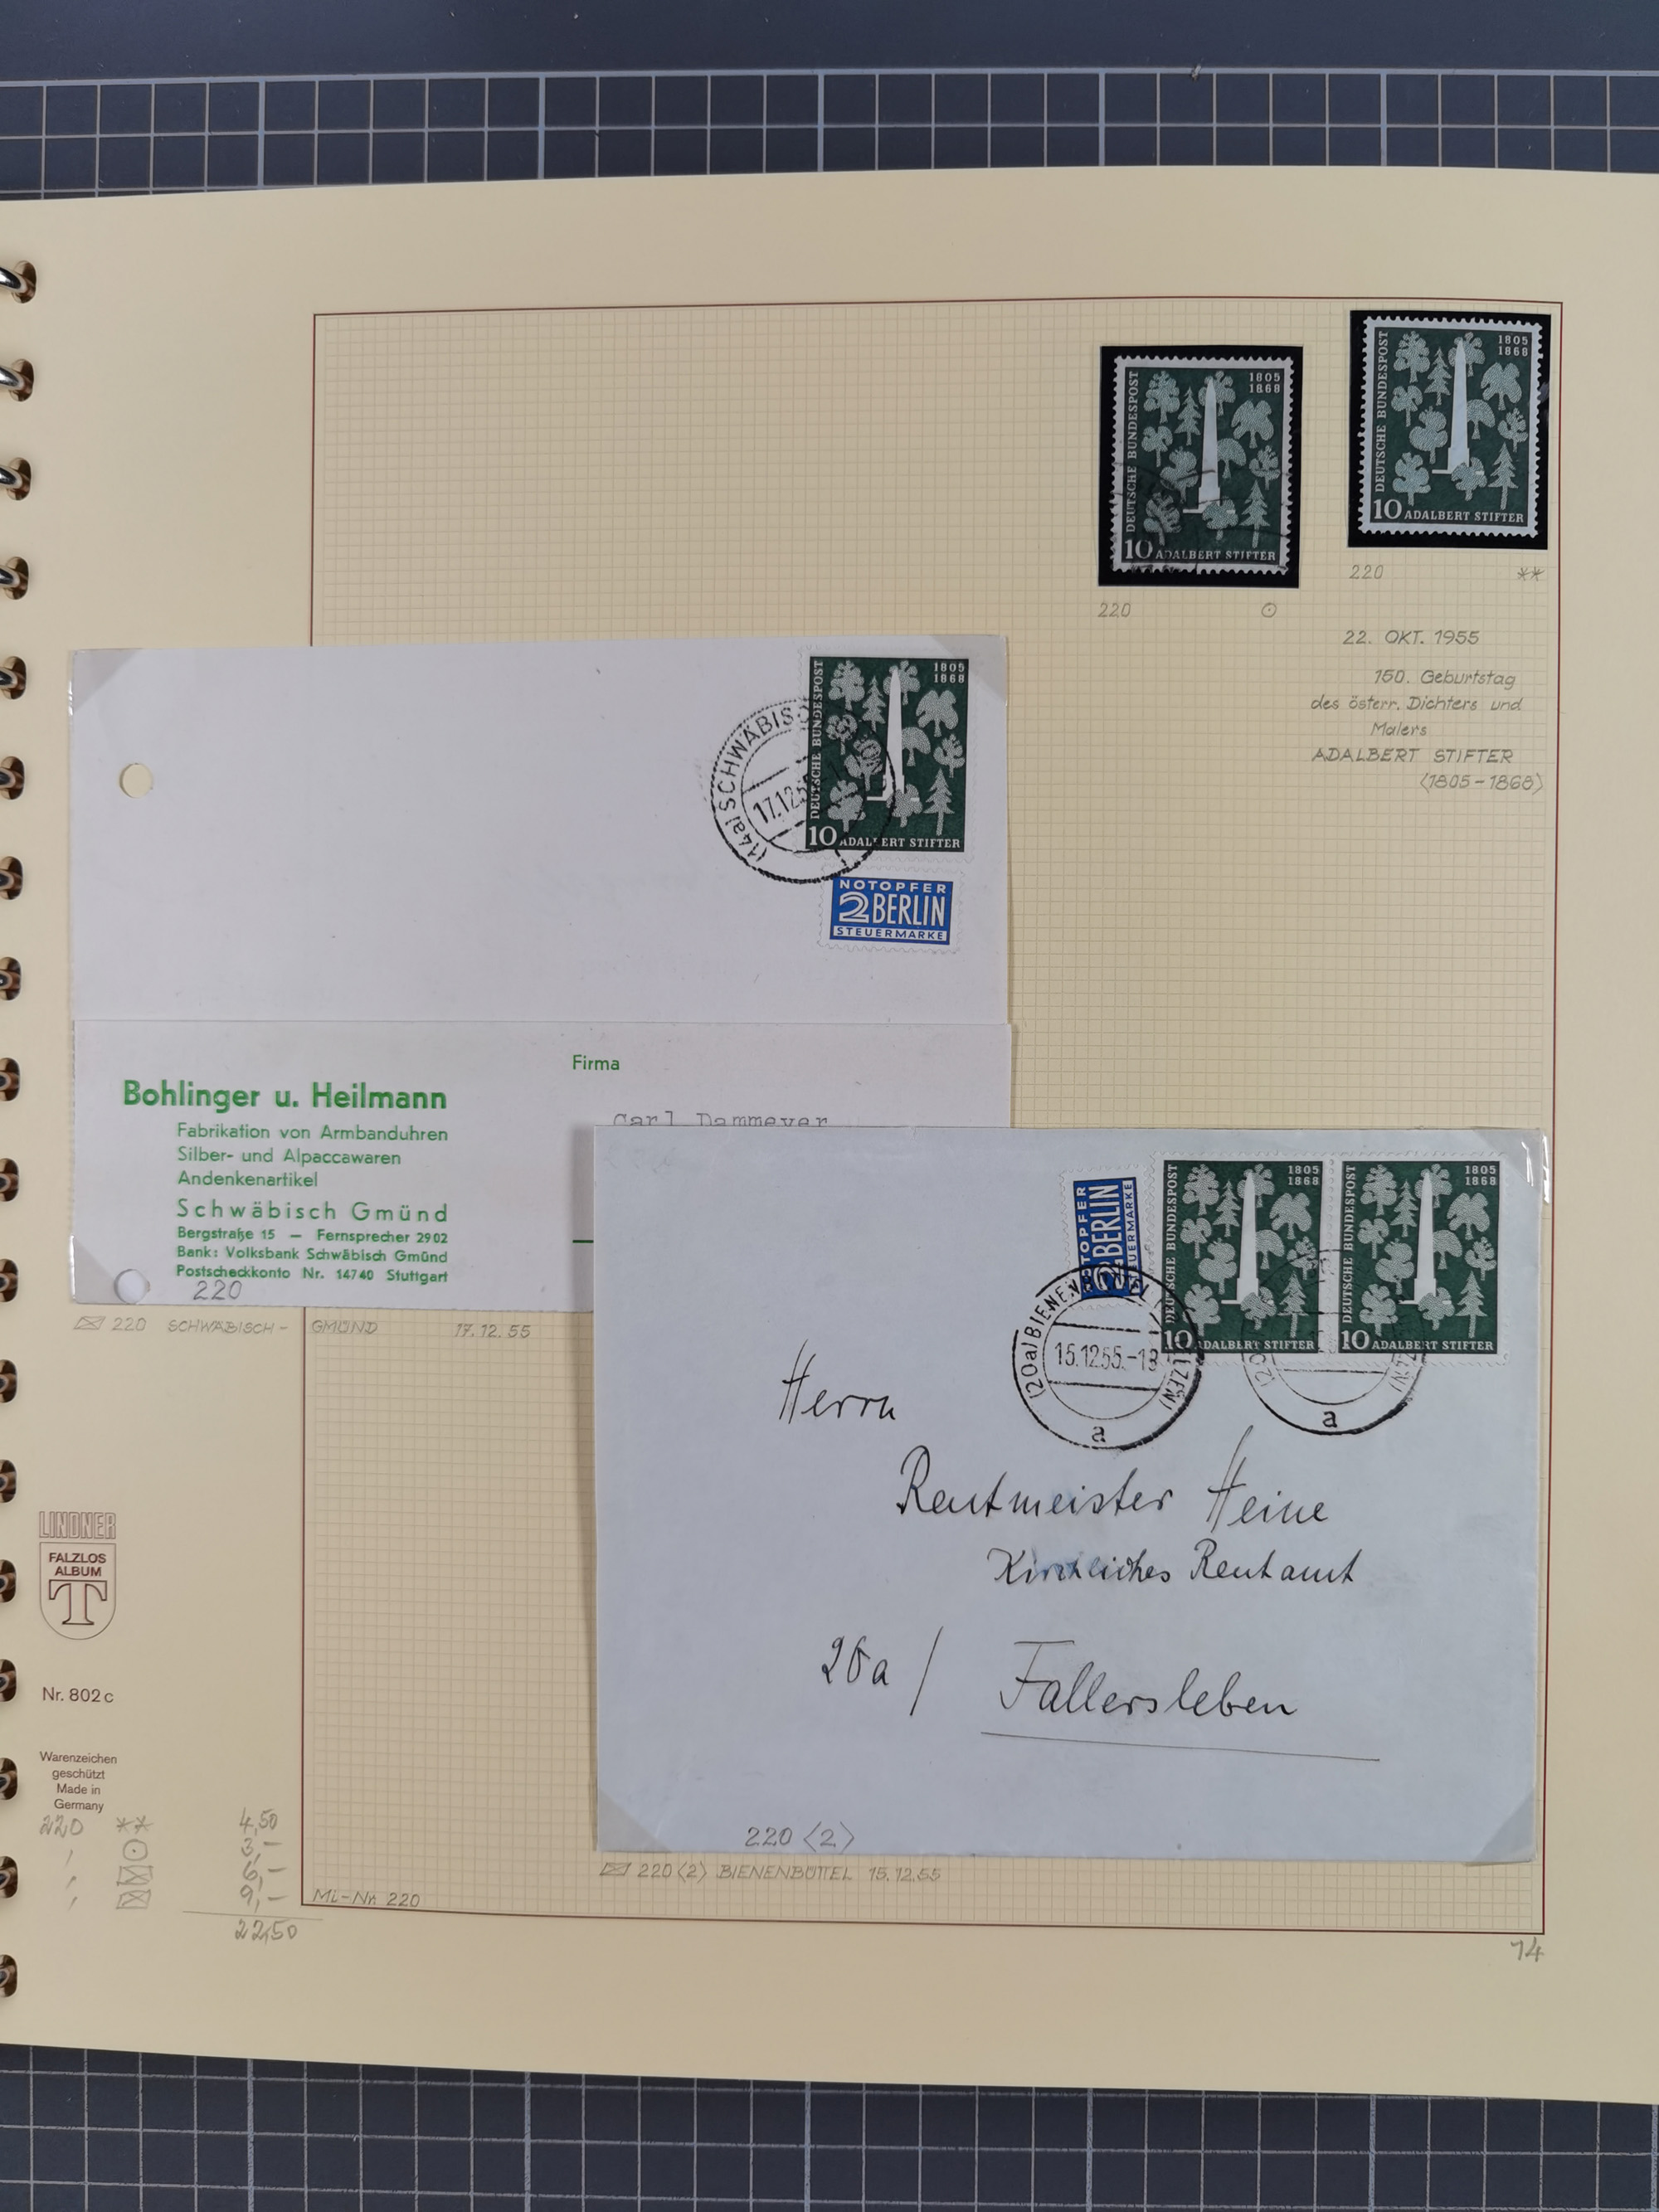 DEUTSCHE BUNDESPOST
1805
1868
10 ADALBERT STIFTER
220 ⊙
DEUTSCHE BUNDESPOST
1805
1868
10 ADALBERT STIFTER
220 **
22. OKT. 1955
150. Geburtstag
des österr. Dichters und
Malers
ADALBERT STIFTER
(1805-1868)
DEUTSCHE BUNDESPOST
1805
1868
10 ADALBERT STIFTER
(14a) SCHWÄBISCH
17.12.5
NOTOPFER
2 BERLIN
STEUERMARKE
Firma
Carl Dammeyer
Bohlinger u. Heilmann
Fabrikation von Armbanduhren
Silber- und Alpaccawaren
Andenkenartikel
Schwäbisch Gmünd
Bergstraße 15 — Fernsprecher 2902
Bank: Volksbank Schwäbisch Gmünd
Postscheckkonto Nr. 14740 Stuttgart
220
220 SCHWÄBISCH-GMÜND 17.12.55
NOTOPFER
2 BERLIN
STEUERMARKE
DEUTSCHE BUNDESPOST
1805
1868
10 ADALBERT STIFTER
DEUTSCHE BUNDESPOST
1805
1868
10 ADALBERT STIFTER
(20a) BIENEN
15.12.55.-18
a
a
Herrn
Rentmeister Heine
Kirchliches Rentamt
20a / Fallersleben
220 (2)
220 (2) BIENENBÜTTEL 15.12.55
LINDNER
FALZLOS
ALBUM
T
Nr. 802 c
Warenzeichen
geschützt
Made in
Germany
220 ** 4,50
⊙ 3,-
6,-
9,-
22,50
Mi-Nr. 220
14